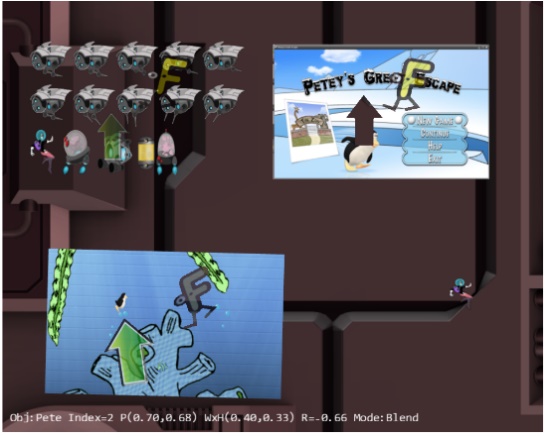 F
F
PETEY'S GREAT ESCAPE
NEW GAME
CONTINUE
HELP
EXIT
F
Obj:Pete Index=2 P(0.70,0.68) WxH(0.40,0.33) R=-0.66 Mode:Blend